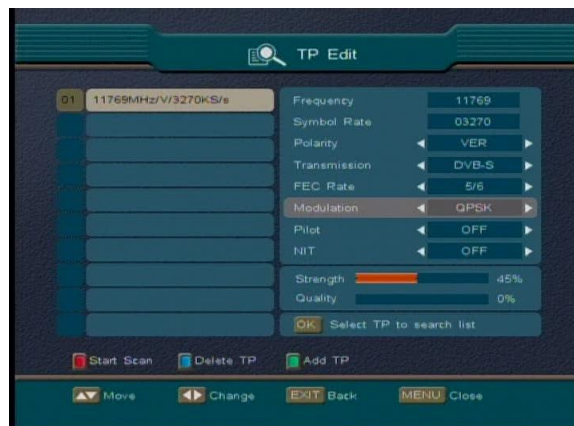 TP Edit
01 11769MHz/V/3270KS/s
Frequency 11769
Symbol Rate 03270
Polarity VER
Transmission DVB-S
FEC Rate 5/6
Modulation QPSK
Pilot OFF
NIT OFF
Strength 45%
Quality 0%
OK Select TP to search list
Start Scan Delete TP Add TP
Move Change EXIT Back MENU Close